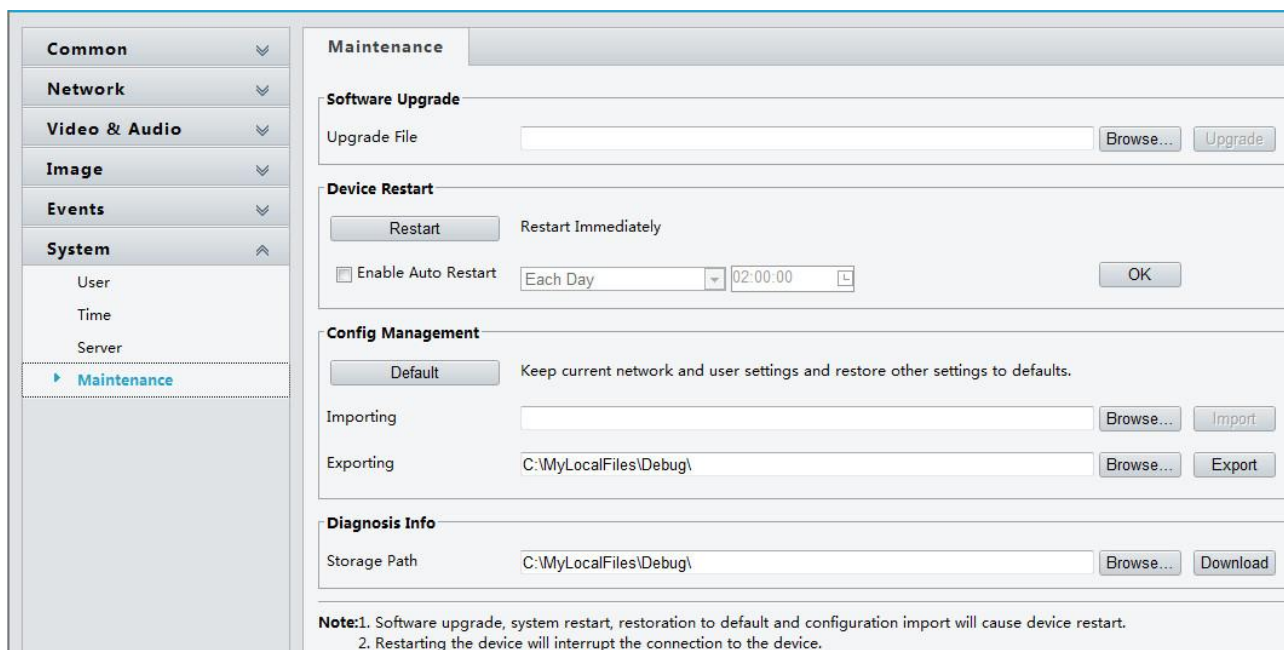 Common
Network
Video & Audio
Image
Events
System
User
Time
Server
Maintenance
Maintenance
Software Upgrade
Upgrade File Browse... Upgrade
Device Restart
Restart Restart Immediately
Enable Auto Restart Each Day 02:00:00 OK
Config Management
Default Keep current network and user settings and restore other settings to defaults.
Importing Browse... Import
Exporting C:\MyLocalFiles\Debug\ Browse... Export
Diagnosis Info
Storage Path C:\MyLocalFiles\Debug\ Browse... Download
Note:1. Software upgrade, system restart, restoration to default and configuration import will cause device restart.
2. Restarting the device will interrupt the connection to the device.